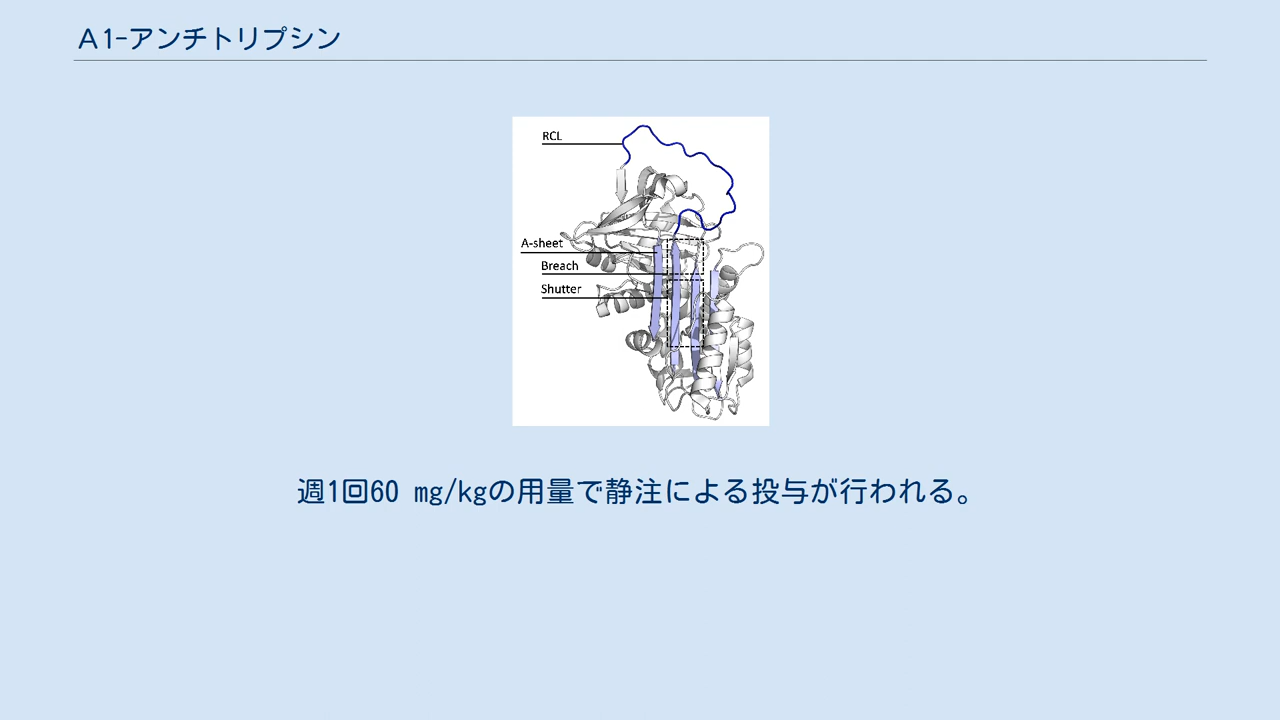 Α1-アンチトリプシン
RCL
A-sheet
Breach
Shutter
週1回60 mg/kgの用量で静注による投与が行われる。